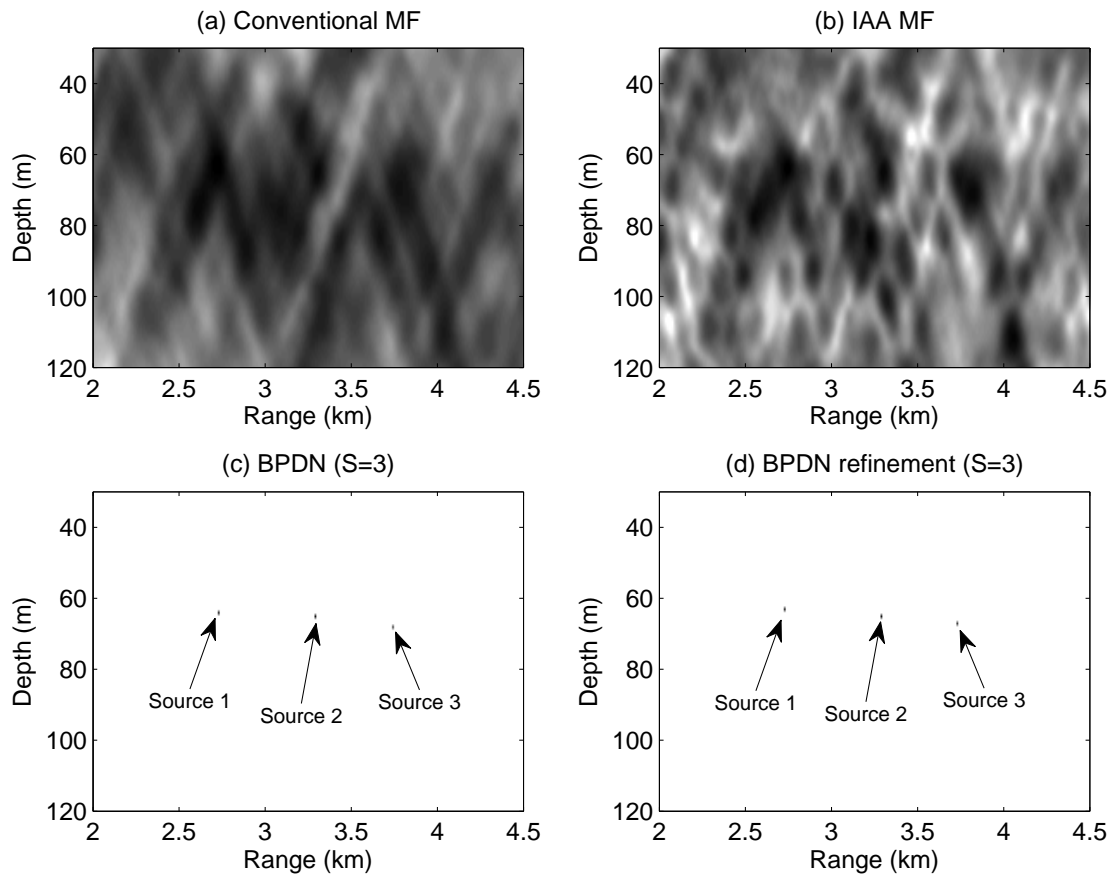 (a) Conventional MF
40
60
80
100
120
2 2.5 3 3.5 4 4.5
Range (km)
Depth (m)
(b) IAA MF
40
60
80
100
120
2 2.5 3 3.5 4 4.5
Range (km)
Depth (m)
(c) BPDN (S=3)
40
60
80
100
120
2 2.5 3 3.5 4 4.5
Range (km)
Depth (m)
Source 1
Source 2
Source 3
(d) BPDN refinement (S=3)
40
60
80
100
120
2 2.5 3 3.5 4 4.5
Range (km)
Depth (m)
Source 1
Source 2
Source 3